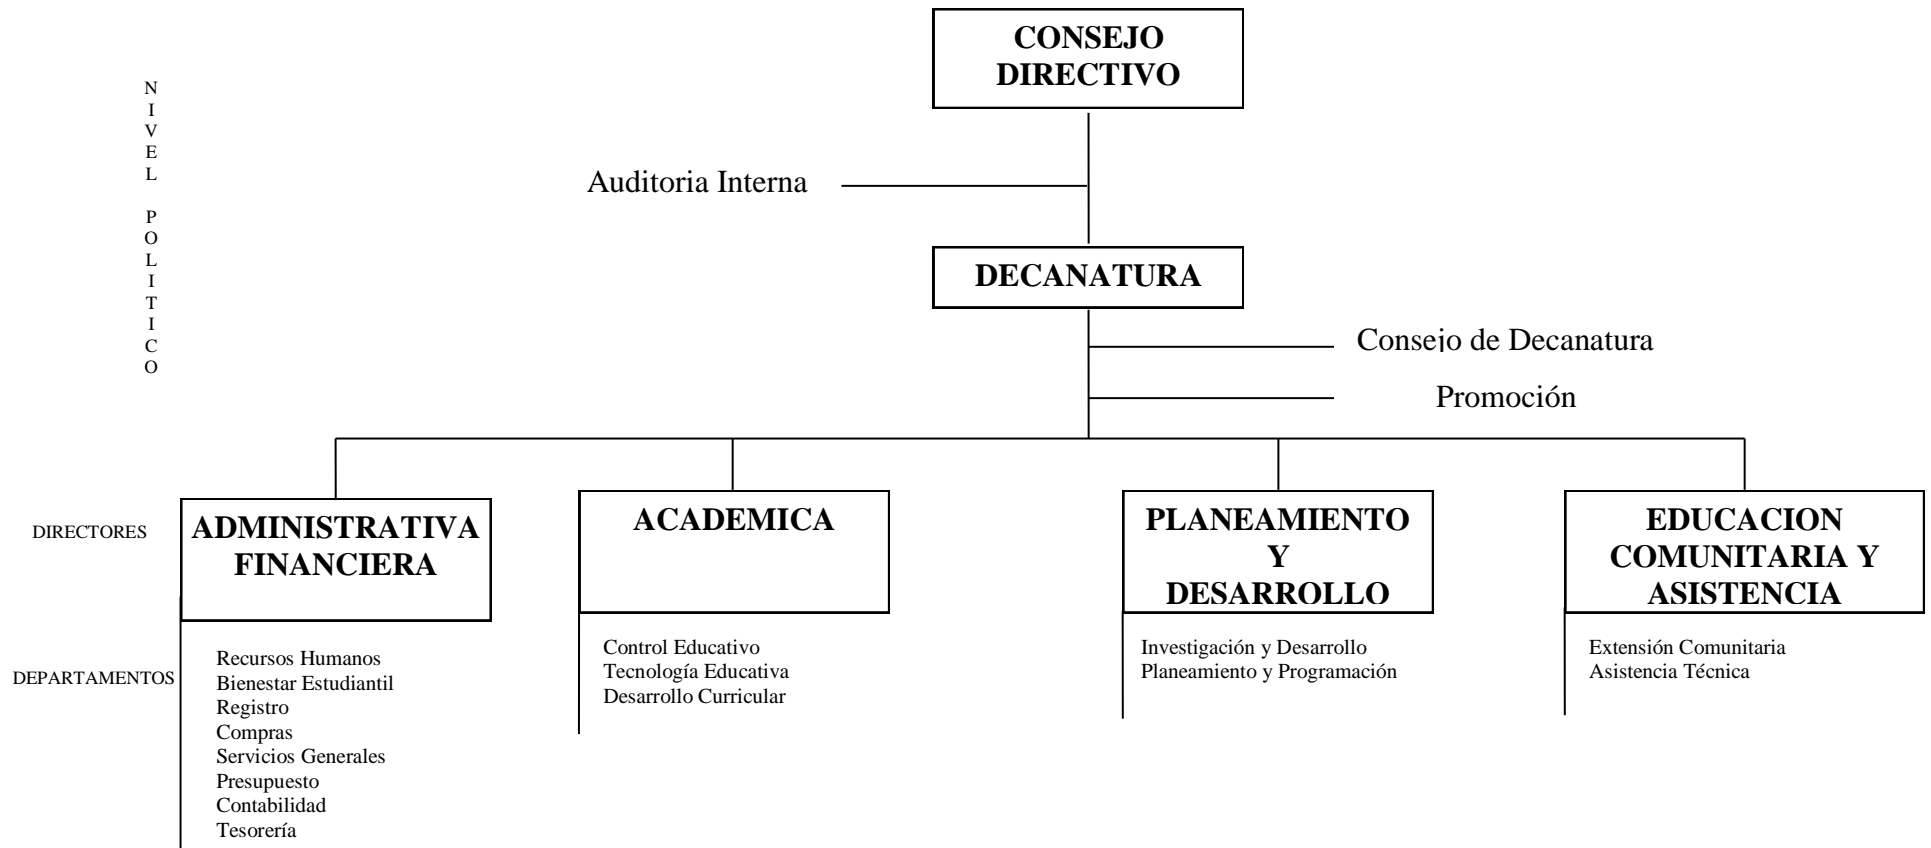 CONSEJO
DIRECTIVO
NIVEL POLITICO
Auditoria Interna
DECANATURA
Consejo de Decanatura
Promoción
DIRECTORES
ADMINISTRATIVA
FINANCIERA
ACADEMICA
PLANEAMIENTO
Y
DESARROLLO
EDUCACION
COMUNITARIA Y
ASISTENCIA
DEPARTAMENTOS
Recursos Humanos
Bienestar Estudiantil
Registro
Compras
Servicios Generales
Presupuesto
Contabilidad
Tesorería
Control Educativo
Tecnología Educativa
Desarrollo Curricular
Investigación y Desarrollo
Planeamiento y Programación
Extensión Comunitaria
Asistencia Técnica